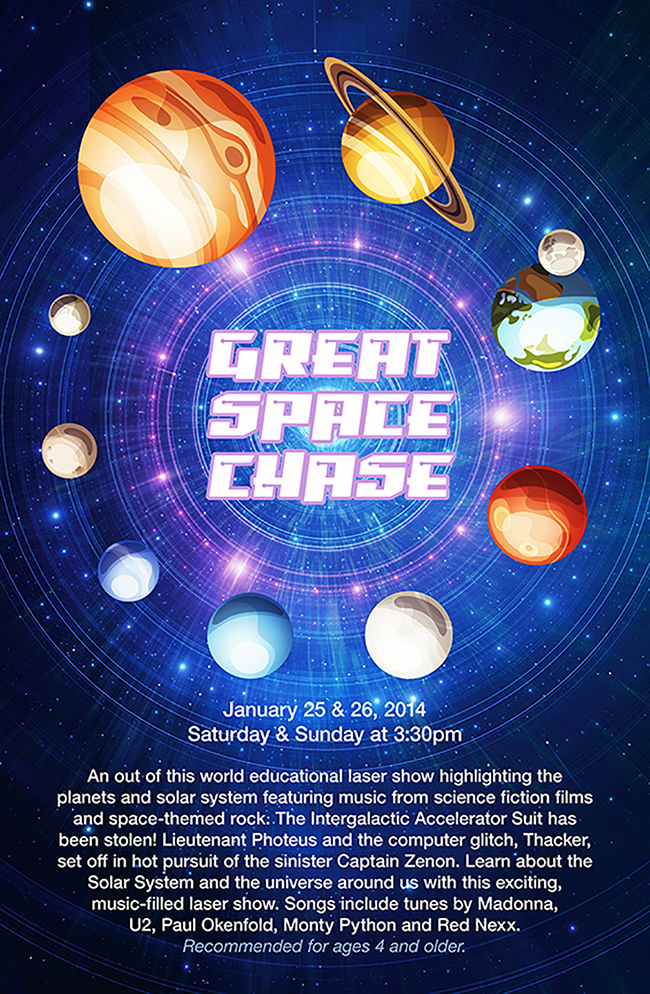 GREAT
SPACE
CHASE
January 25 & 26, 2014
Saturday & Sunday at 3:30pm
An out of this world educational laser show highlighting the
planets and solar system featuring music from science fiction films
and space-themed rock: The Intergalactic Accelerator Suit has
been stolen! Lieutenant Photeus and the computer glitch, Thacker,
set off in hot pursuit of the sinister Captain Zenon. Learn about the
Solar System and the universe around us with this exciting,
music-filled laser show. Songs include tunes by Madonna,
U2, Paul Okenfold, Monty Python and Red Nexx.
Recommended for ages 4 and older.